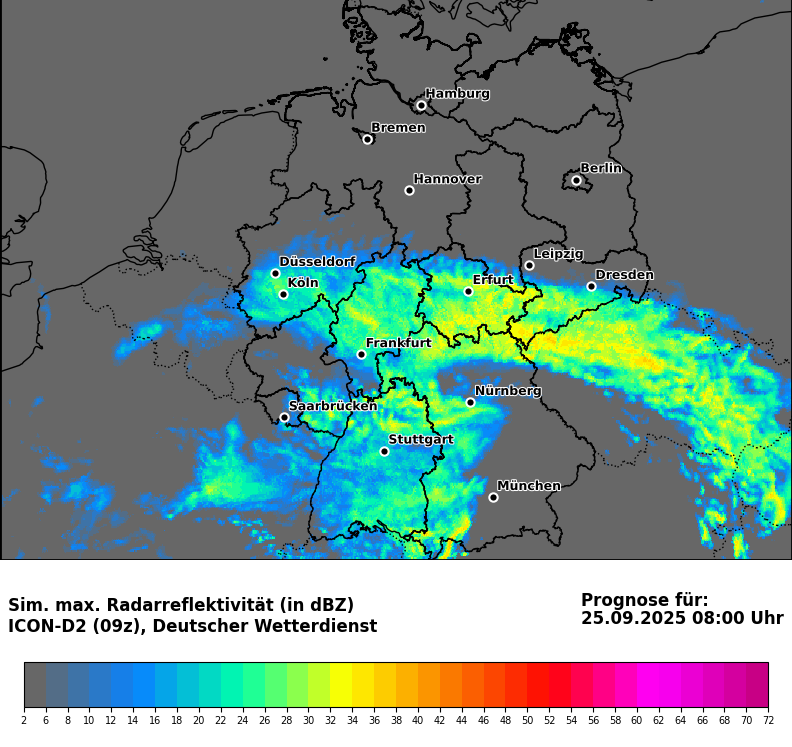 Hamburg
Bremen
Berlin
Hannover
Leipzig
Düsseldorf
Dresden
Köln
Erfurt
Frankfurt
Nürnberg
Saarbrücken
Stuttgart
München
Sim. max. Radarreflektivität (in dBZ)
ICON-D2 (09z), Deutscher Wetterdienst
Prognose für:
25.09.2025 08:00 Uhr
2 6 8 10 12 14 16 18 20 22 24 26 28 30 32 34 36 38 40 42 44 46 48 50 52 54 56 58 60 62 64 66 68 70 72